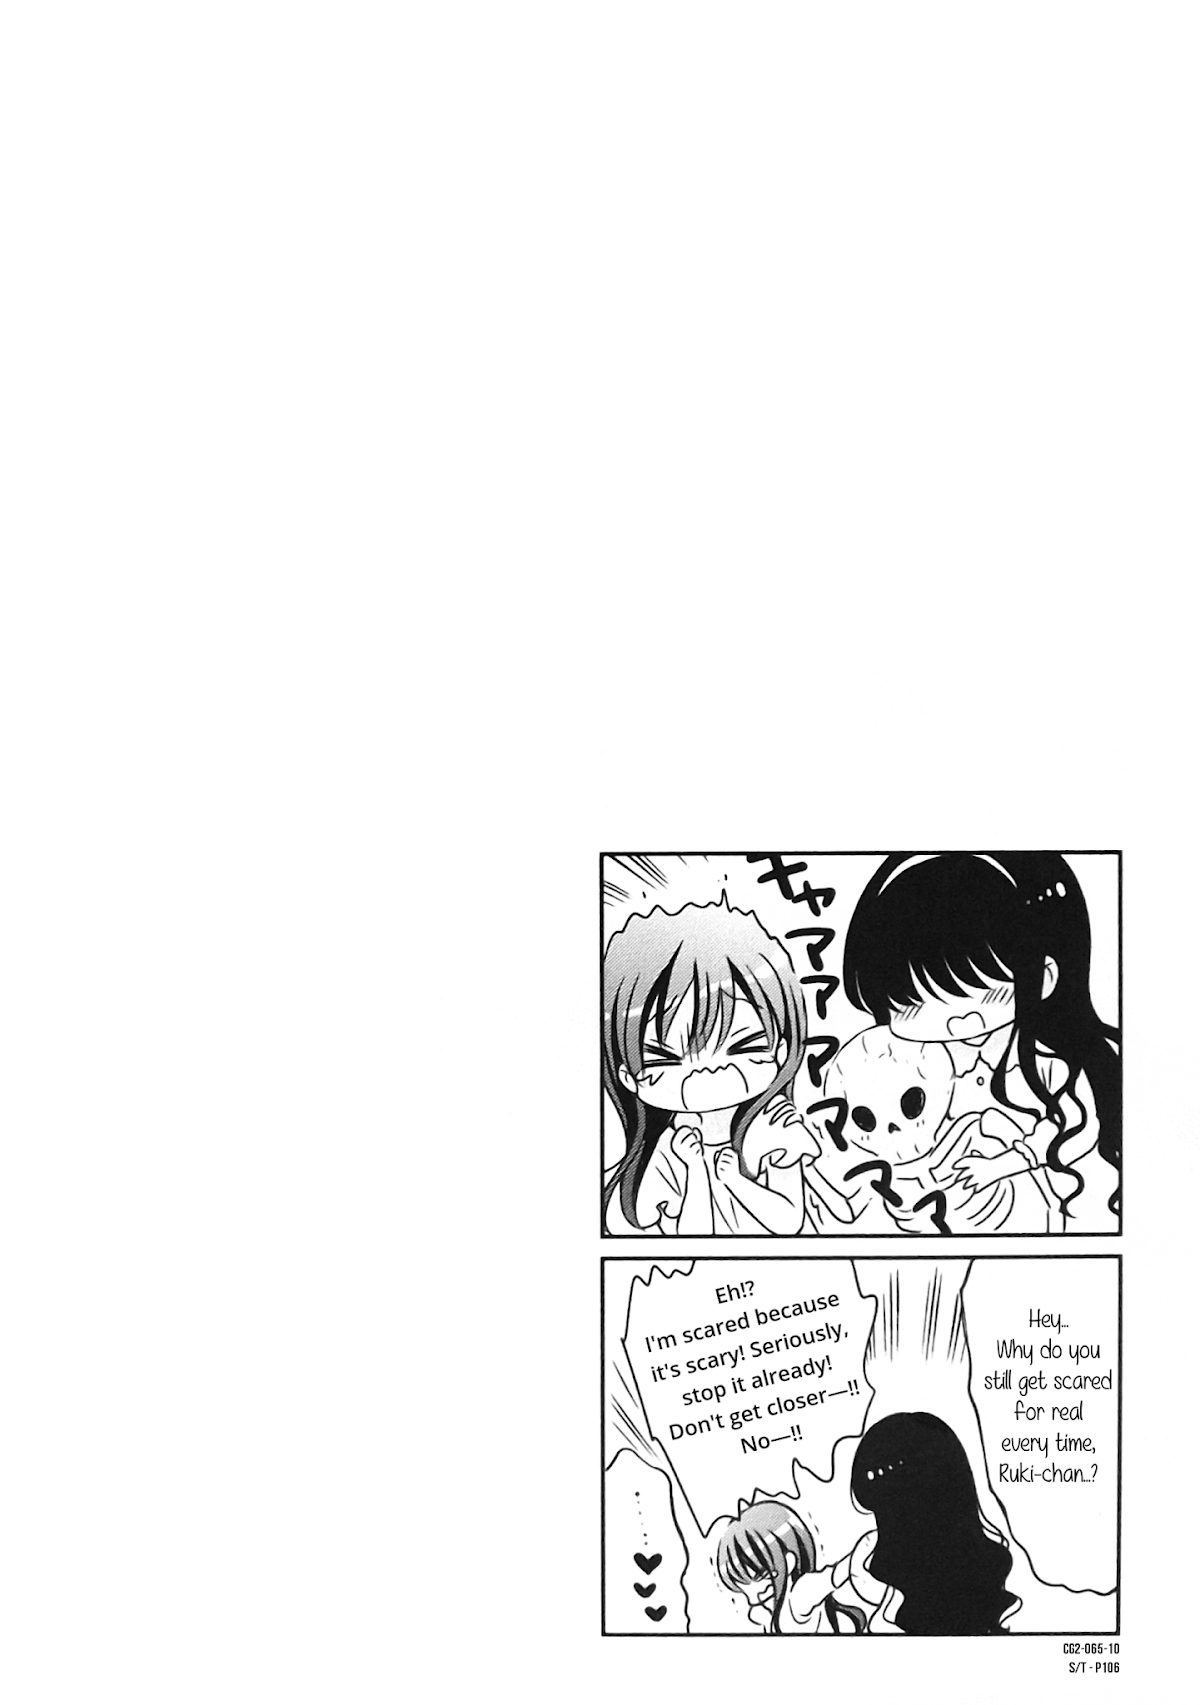 キャアアアアアア
Hey...
Why do you
still get scared
for real
every time,
Ruki-chan...?
Eh!?
I'm scared because
it's scary! Seriously,
stop it already!
Don't get closer—!!
No—!!
......
♥
♥
♥
CG2-065-10
S/T - P106